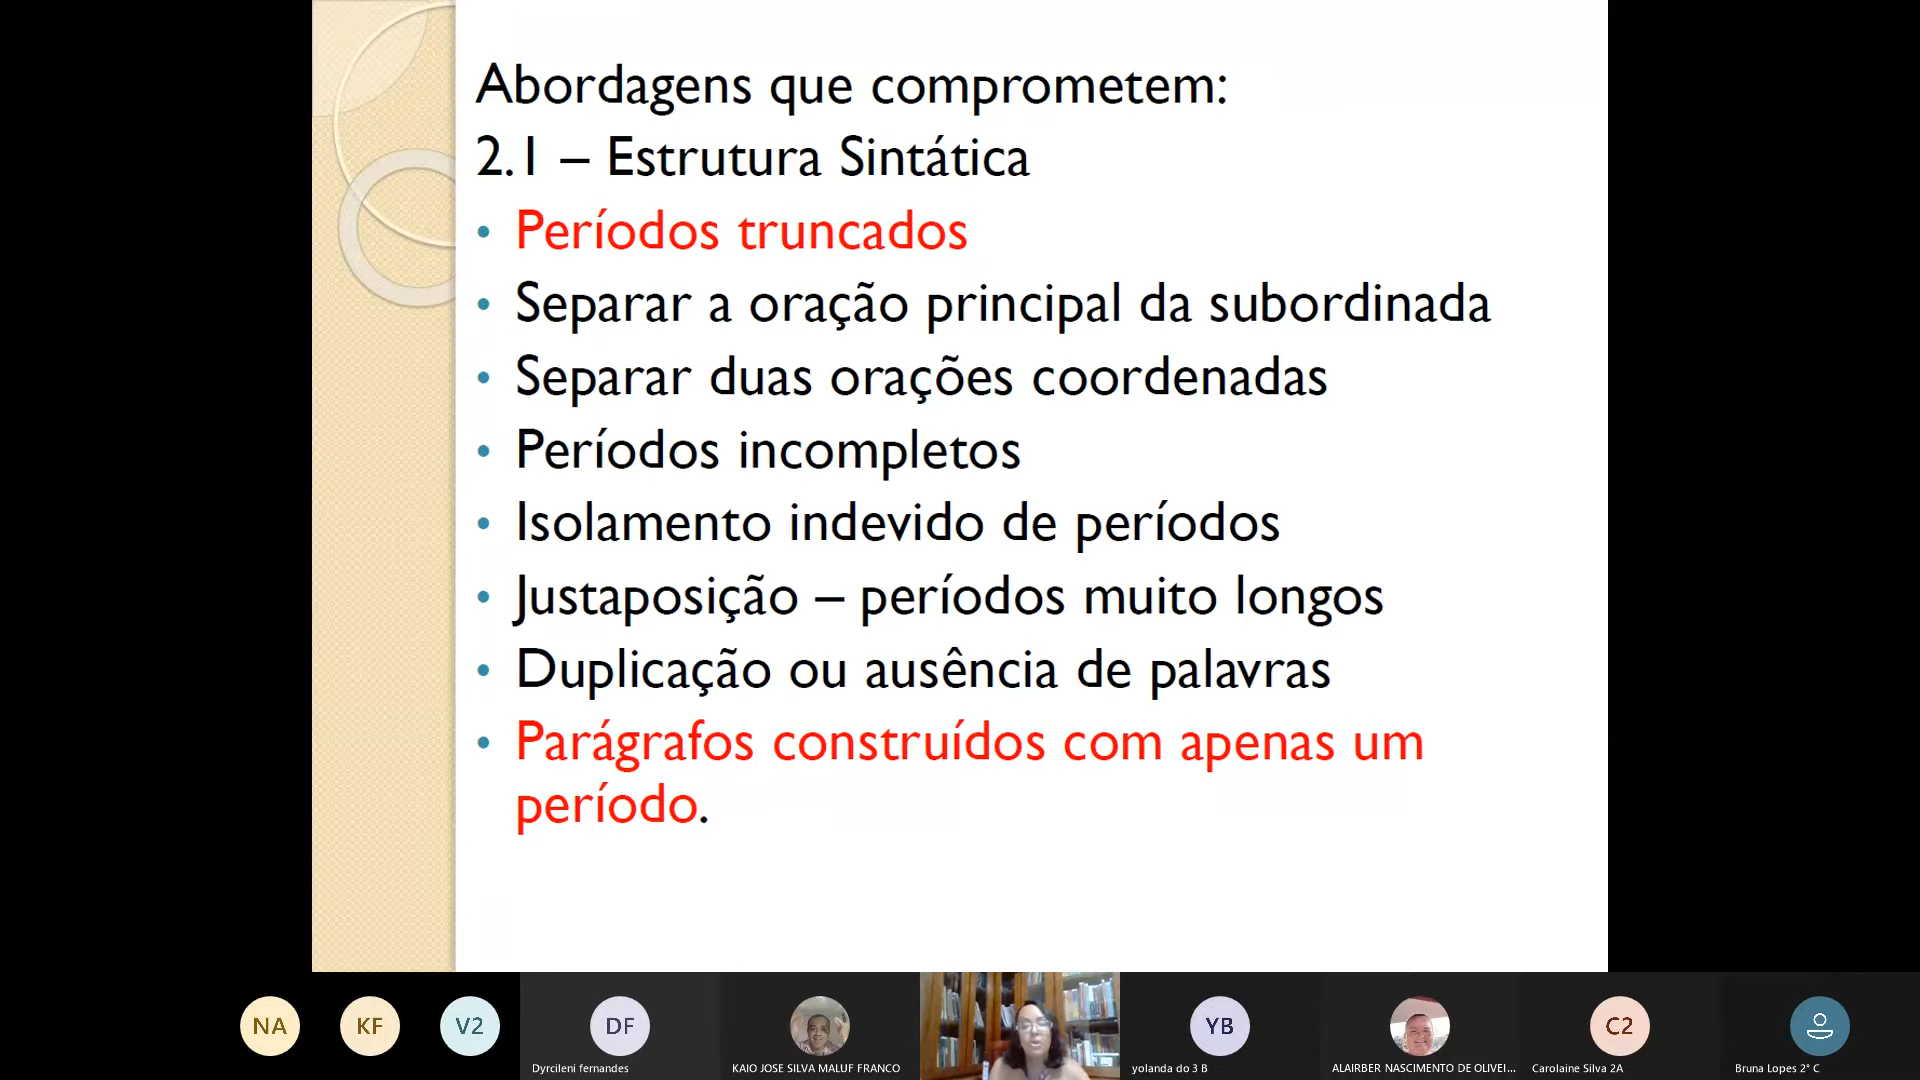 Abordagens que comprometem:
2.1 – Estrutura Sintática
• Períodos truncados
• Separar a oração principal da subordinada
• Separar duas orações coordenadas
• Períodos incompletos
• Isolamento indevido de períodos
• Justaposição – períodos muito longos
• Duplicação ou ausência de palavras
• Parágrafos construídos com apenas um
período.
NA
KF
V2
DF
YB
C2
Dyrcileni fernandes
KAIO JOSE SILVA MALUF FRANCO
yolanda do 3 B
ALAIRBER NASCIMENTO DE OLIVEI...
Carolaine Silva 2A
Bruna Lopes 2° C